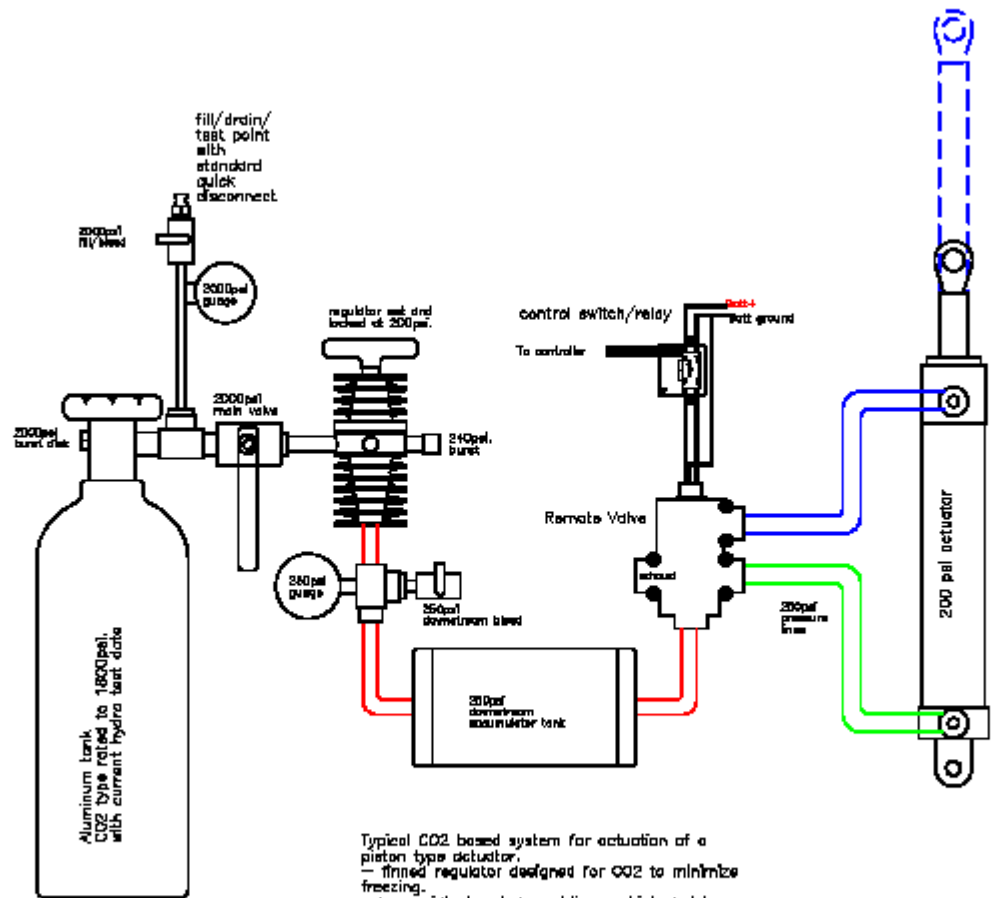 fill/drain/
test point
with
standard
quick
disconnect
2000psi
fill/bleed
3500psi
guage
regulator set and
locked at 200psi.
control switch/relay
Batt+
Batt ground
To controller
2000psi
main valve
2000psi
burst disk
240psi.
burst
Remote Valve
exhaust
350psi
guage
250psi
downstream bleed
pressure
lines
200 psi actuator
downstream
accumulator tank
Aluminum tank
CO2 type rated to 1800psi.
with current hydro test date
Typical CO2 based system for actuation of a
piston type actuator.
— finned regulator designed for CO2 to minimize
freezing.